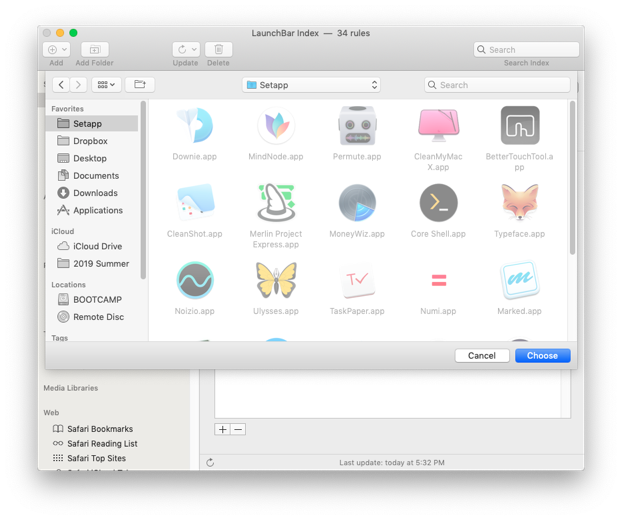 LaunchBar Index — 34 rules
Add
Add Folder
Update
Delete
Search
Search Index
Setapp
Search
Favorites
Setapp
Dropbox
Desktop
Documents
Downloads
Applications
iCloud
iCloud Drive
2019 Summer
Locations
BOOTCAMP
Remote Disc
Tags
Downie.app
MindNode.app
Permute.app
CleanMyMac
X.app
BetterTouchTool.a
pp
CleanShot.app
Merlin Project
Express.app
MoneyWiz.app
Core Shell.app
Typeface.app
Noizio.app
Ulysses.app
TaskPaper.app
Numi.app
Marked.app
Cancel
Choose
Media Libraries
Web
Safari Bookmarks
Safari Reading List
Safari Top Sites
Last update: today at 5:32 PM